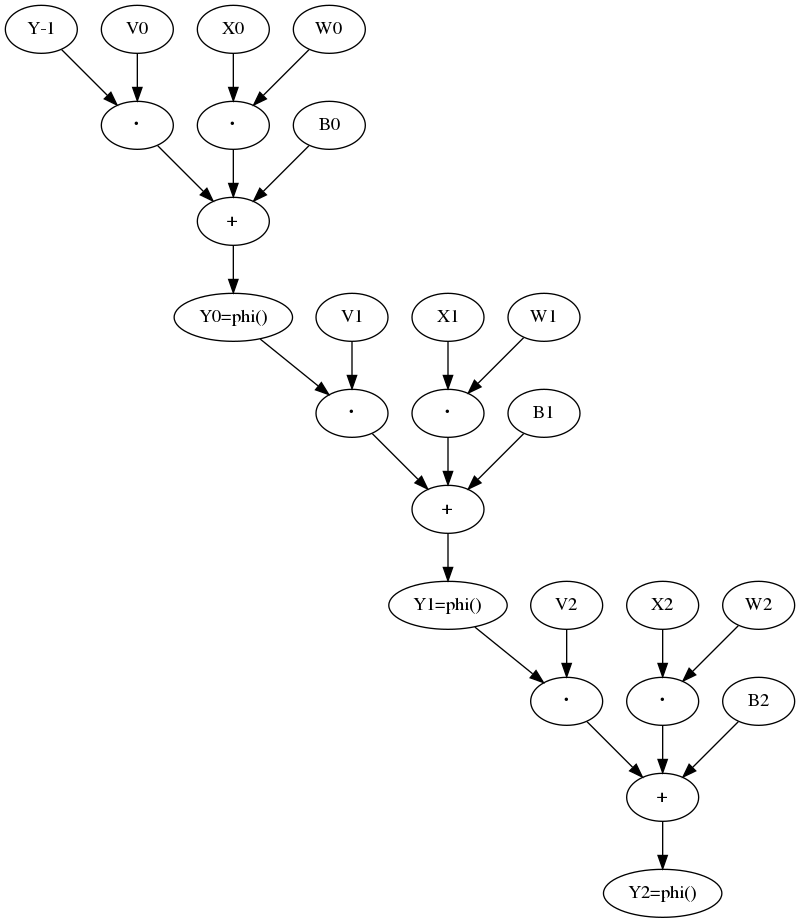 Y-1 V0 X0 W0
· · B0
+
Y0=phi() V1 X1 W1
· · B1
+
Y1=phi() V2 X2 W2
· · B2
+
Y2=phi()